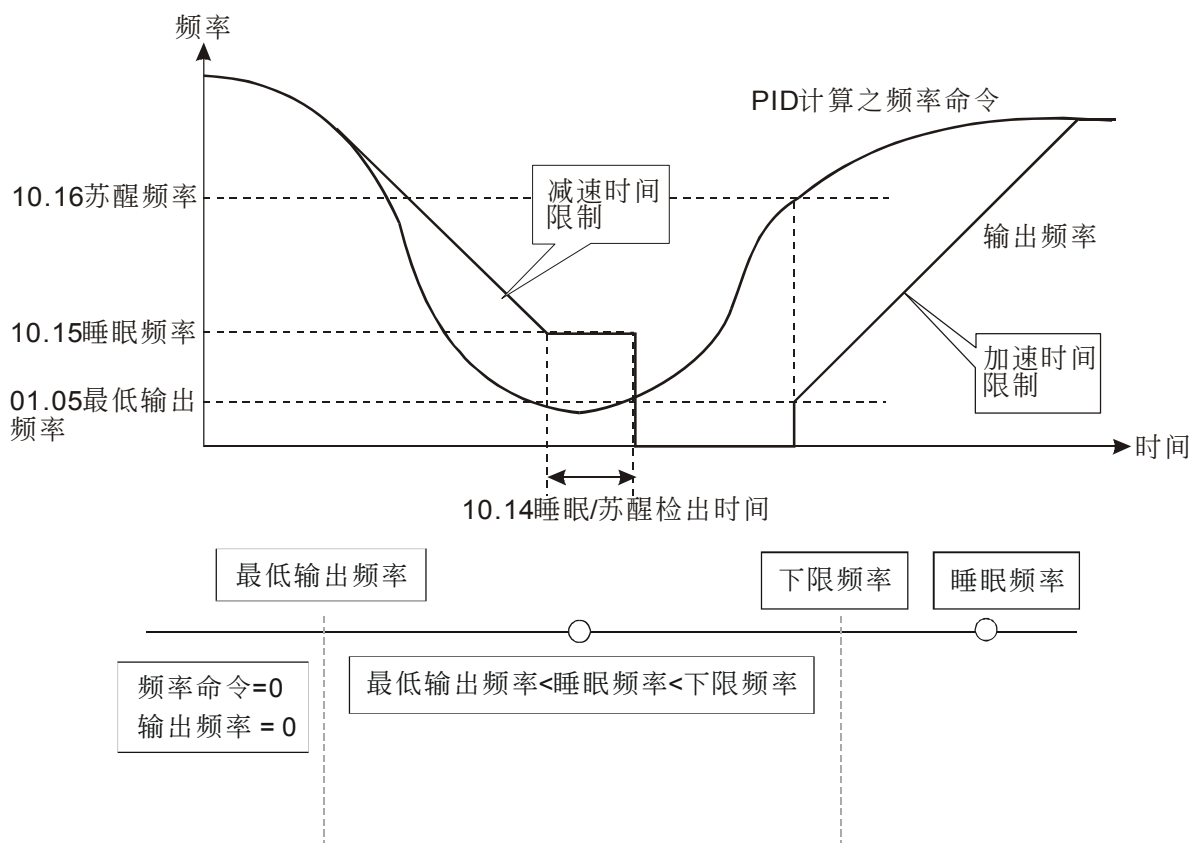 频率
PID计算之频率命令
10.16苏醒频率
减速时间
限制
输出频率
10.15睡眠频率
加速时间
限制
01.05最低输出
频率
时间
10.14睡眠/苏醒检出时间
最低输出频率
下限频率
睡眠频率
频率命令=0
输出频率 = 0
最低输出频率<睡眠频率<下限频率